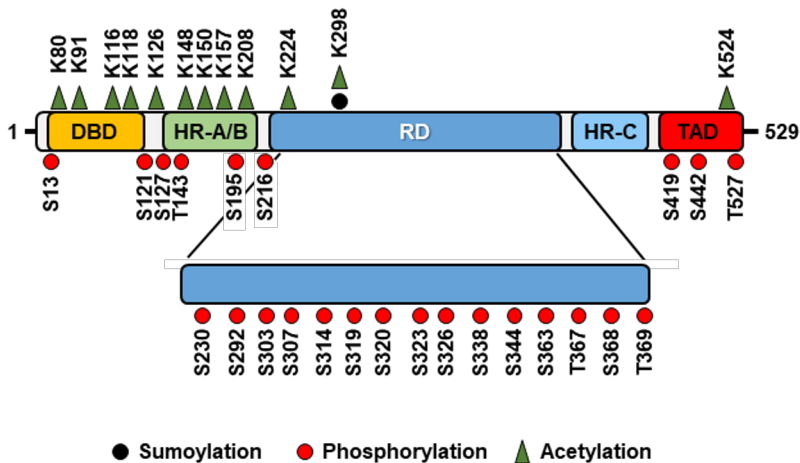 K80 K91 K116 K118 K126 K148 K150 K157 K208 K224 K298 K524
1 DBD HR-A/B RD HR-C TAD 529
S13 S121 S127 T143 S195 S216 S419 S442 T527
S230 S292 S303 S307 S314 S319 S320 S323 S326 S338 S344 S363 T367 S368 T369
Sumoylation Phosphorylation Acetylation